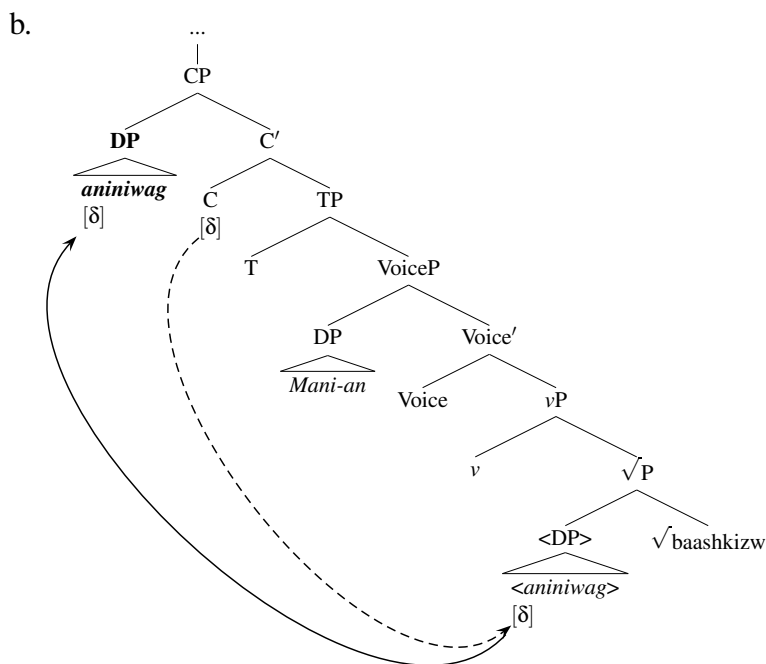 b.
...
CP
DP C′
aniniwag C TP
[δ] [δ]
T VoiceP
DP Voice′
Mani-an Voice vP
v √P
<DP> √baashkizw
<aniniwag>
[δ]